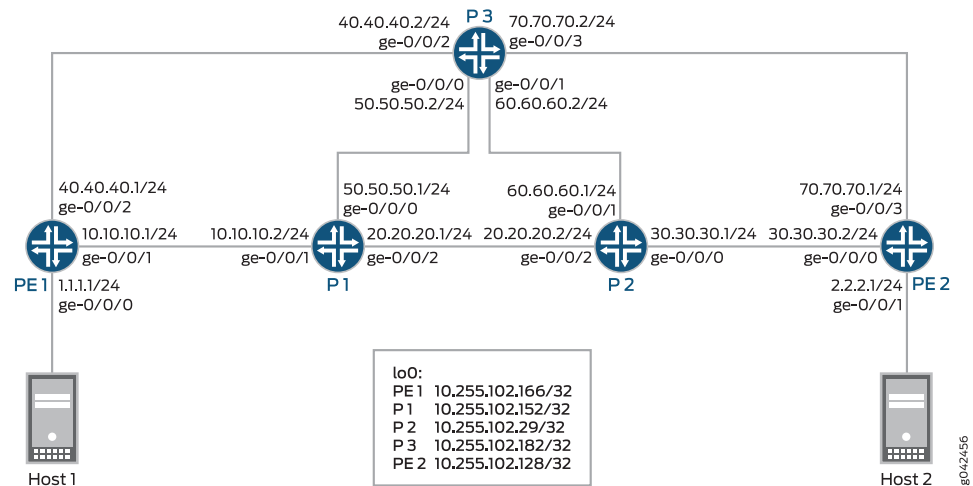 P 3
40.40.40.2/24
ge-0/0/2
70.70.70.2/24
ge-0/0/3
ge-0/0/0
50.50.50.2/24
ge-0/0/1
60.60.60.2/24
40.40.40.1/24
ge-0/0/2
50.50.50.1/24
ge-0/0/0
60.60.60.1/24
ge-0/0/1
70.70.70.1/24
ge-0/0/3
10.10.10.1/24
ge-0/0/1
10.10.10.2/24
ge-0/0/1
20.20.20.1/24
ge-0/0/2
20.20.20.2/24
ge-0/0/2
30.30.30.1/24
ge-0/0/0
30.30.30.2/24
ge-0/0/0
PE 1
P 1
P 2
PE 2
1.1.1.1/24
ge-0/0/0
2.2.2.1/24
ge-0/0/1
lo0:
PE 1 10.255.102.166/32
P 1 10.255.102.152/32
P 2 10.255.102.29/32
P 3 10.255.102.182/32
PE 2 10.255.102.128/32
Host 1
Host 2
g042456